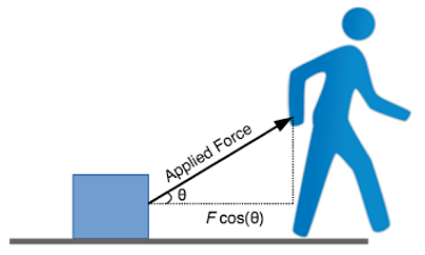 Applied Force
θ
F cos(θ)